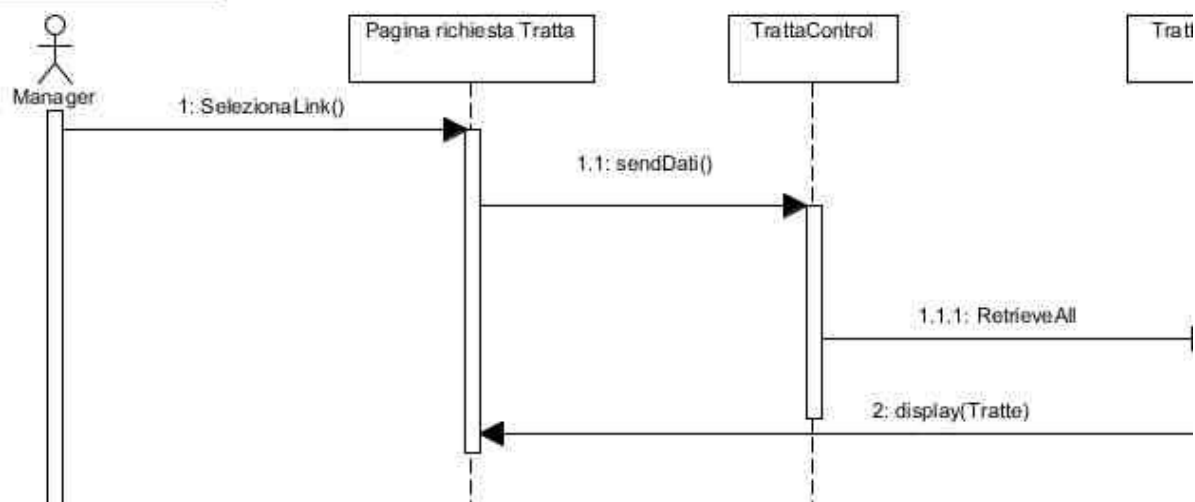 Pagina richiesta Tratta
TrattaControl
Manager
1: SelezionaLink()
1.1: sendDati()
1.1.1: RetrieveAll
2: display(Tratte)